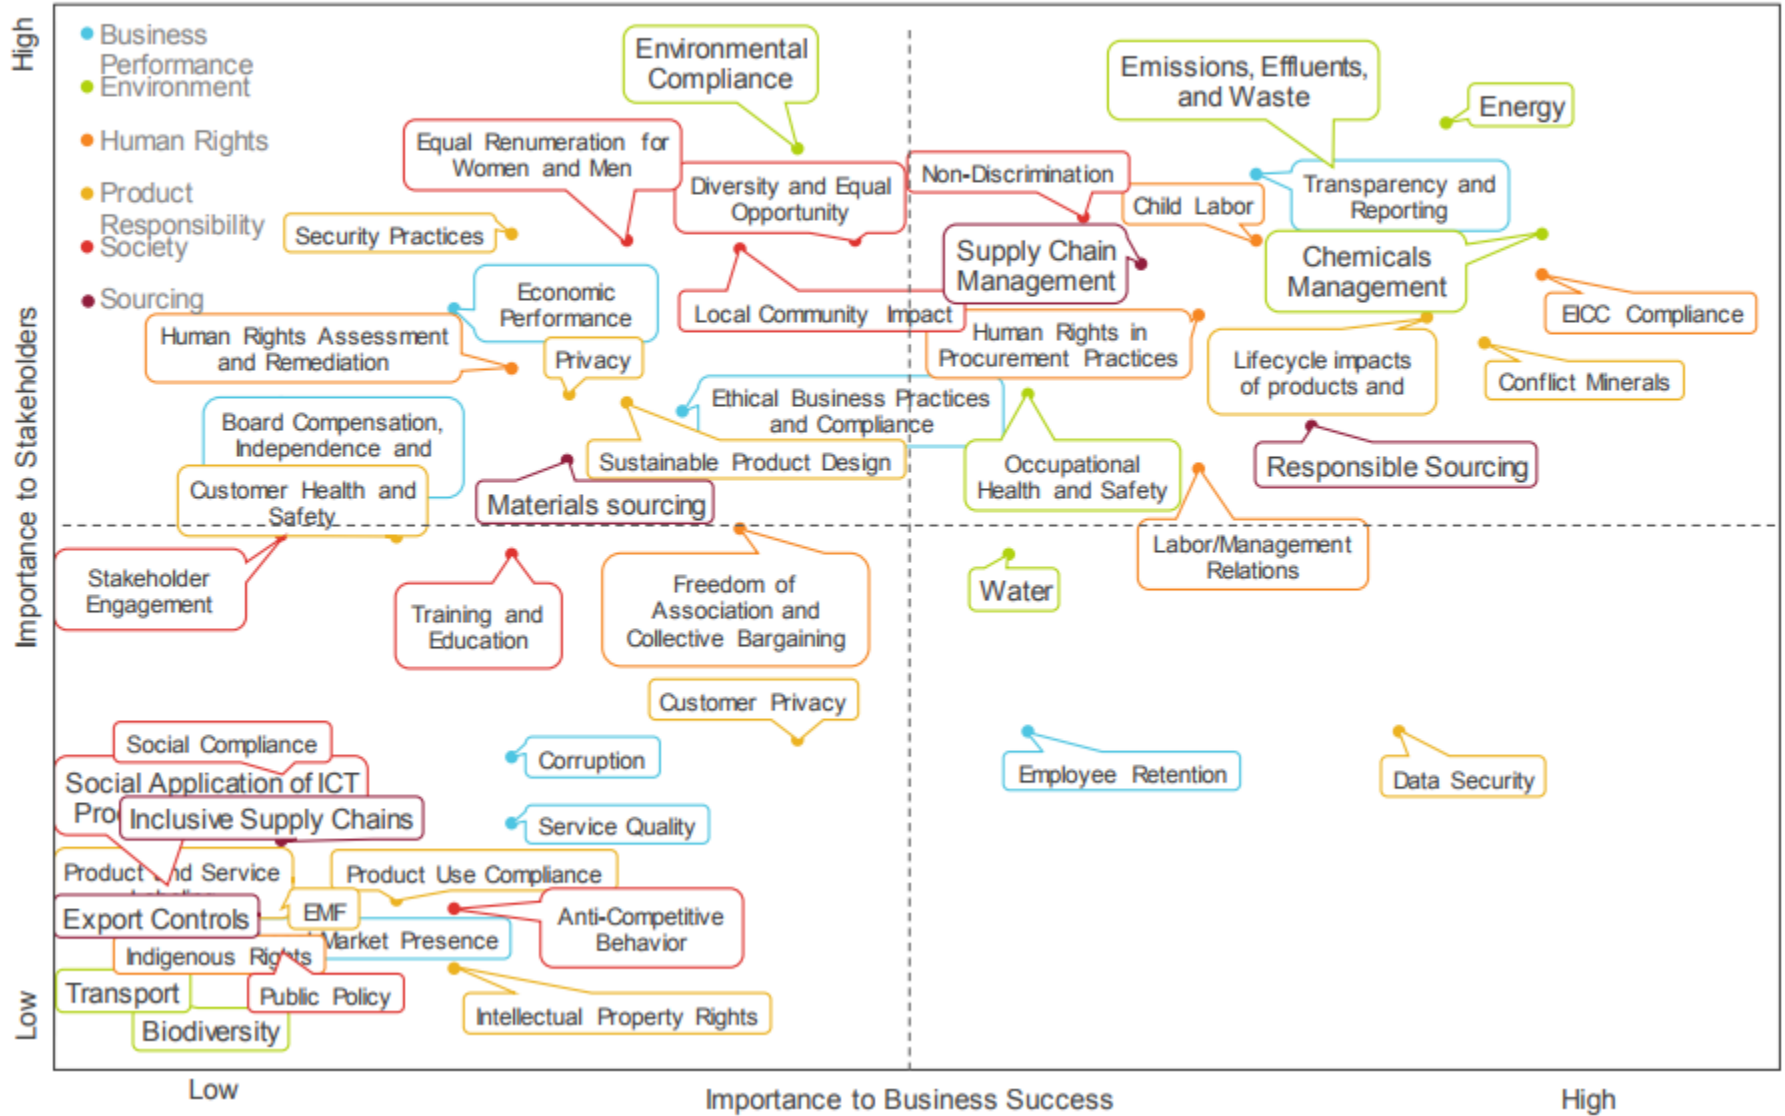 High
Business
Performance
Environment
Human Rights
Product
Responsibility
Society
Sourcing
Environmental
Compliance
Emissions, Effluents,
and Waste
Energy
Equal Renumeration for
Women and Men
Diversity and Equal
Opportunity
Non-Discrimination
Child Labor
Transparency and
Reporting
Security Practices
Supply Chain
Management
Chemicals
Management
Economic
Performance
Local Community Impact
EICC Compliance
Human Rights Assessment
and Remediation
Privacy
Human Rights in
Procurement Practices
Lifecycle impacts
of products and
Conflict Minerals
Ethical Business Practices
and Compliance
Board Compensation,
Independence and
Sustainable Product Design
Occupational
Health and Safety
Responsible Sourcing
Customer Health and
Safety
Materials sourcing
Importance to Stakeholders
Stakeholder
Engagement
Training and
Education
Freedom of
Association and
Collective Bargaining
Water
Labor/Management
Relations
Customer Privacy
Social Compliance
Corruption
Employee Retention
Data Security
Social Application of ICT
Inclusive Supply Chains
Service Quality
Product and Service
Product Use Compliance
Export Controls
EMF
Anti-Competitive
Behavior
Market Presence
Indigenous Rights
Transport
Public Policy
Intellectual Property Rights
Biodiversity
Low
Low
Importance to Business Success
High